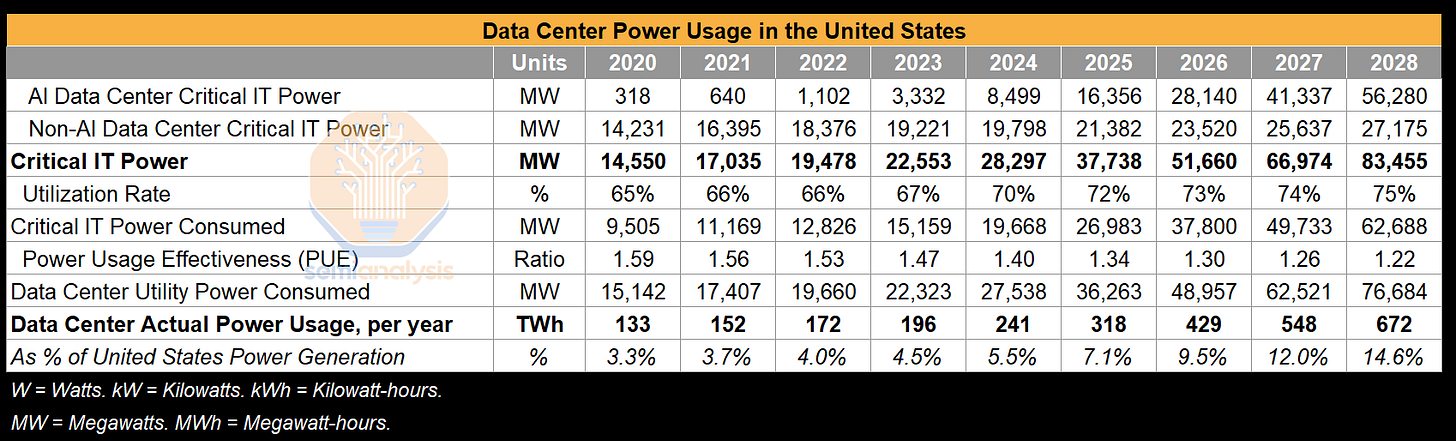 Data Center Power Usage in the United States
Units 2020 2021 2022 2023 2024 2025 2026 2027 2028
AI Data Center Critical IT Power MW 318 640 1,102 3,332 8,499 16,356 28,140 41,337 56,280
Non-AI Data Center Critical IT Power MW 14,231 16,395 18,376 19,221 19,798 21,382 23,520 25,637 27,175
Critical IT Power MW 14,550 17,035 19,478 22,553 28,297 37,738 51,660 66,974 83,455
Utilization Rate % 65% 66% 66% 67% 70% 72% 73% 74% 75%
Critical IT Power Consumed MW 9,505 11,169 12,826 15,159 19,668 26,983 37,800 49,733 62,688
Power Usage Effectiveness (PUE) Ratio 1.59 1.56 1.53 1.47 1.40 1.34 1.30 1.26 1.22
semianalysis
Data Center Utility Power Consumed MW 15,142 17,407 19,660 22,323 27,538 36,263 48,957 62,521 76,684
Data Center Actual Power Usage, per year TWh 133 152 172 196 241 318 429 548 672
As % of United States Power Generation % 3.3% 3.7% 4.0% 4.5% 5.5% 7.1% 9.5% 12.0% 14.6%
W = Watts. kW = Kilowatts. kWh = Kilowatt-hours.
MW = Megawatts. MWh = Megawatt-hours.